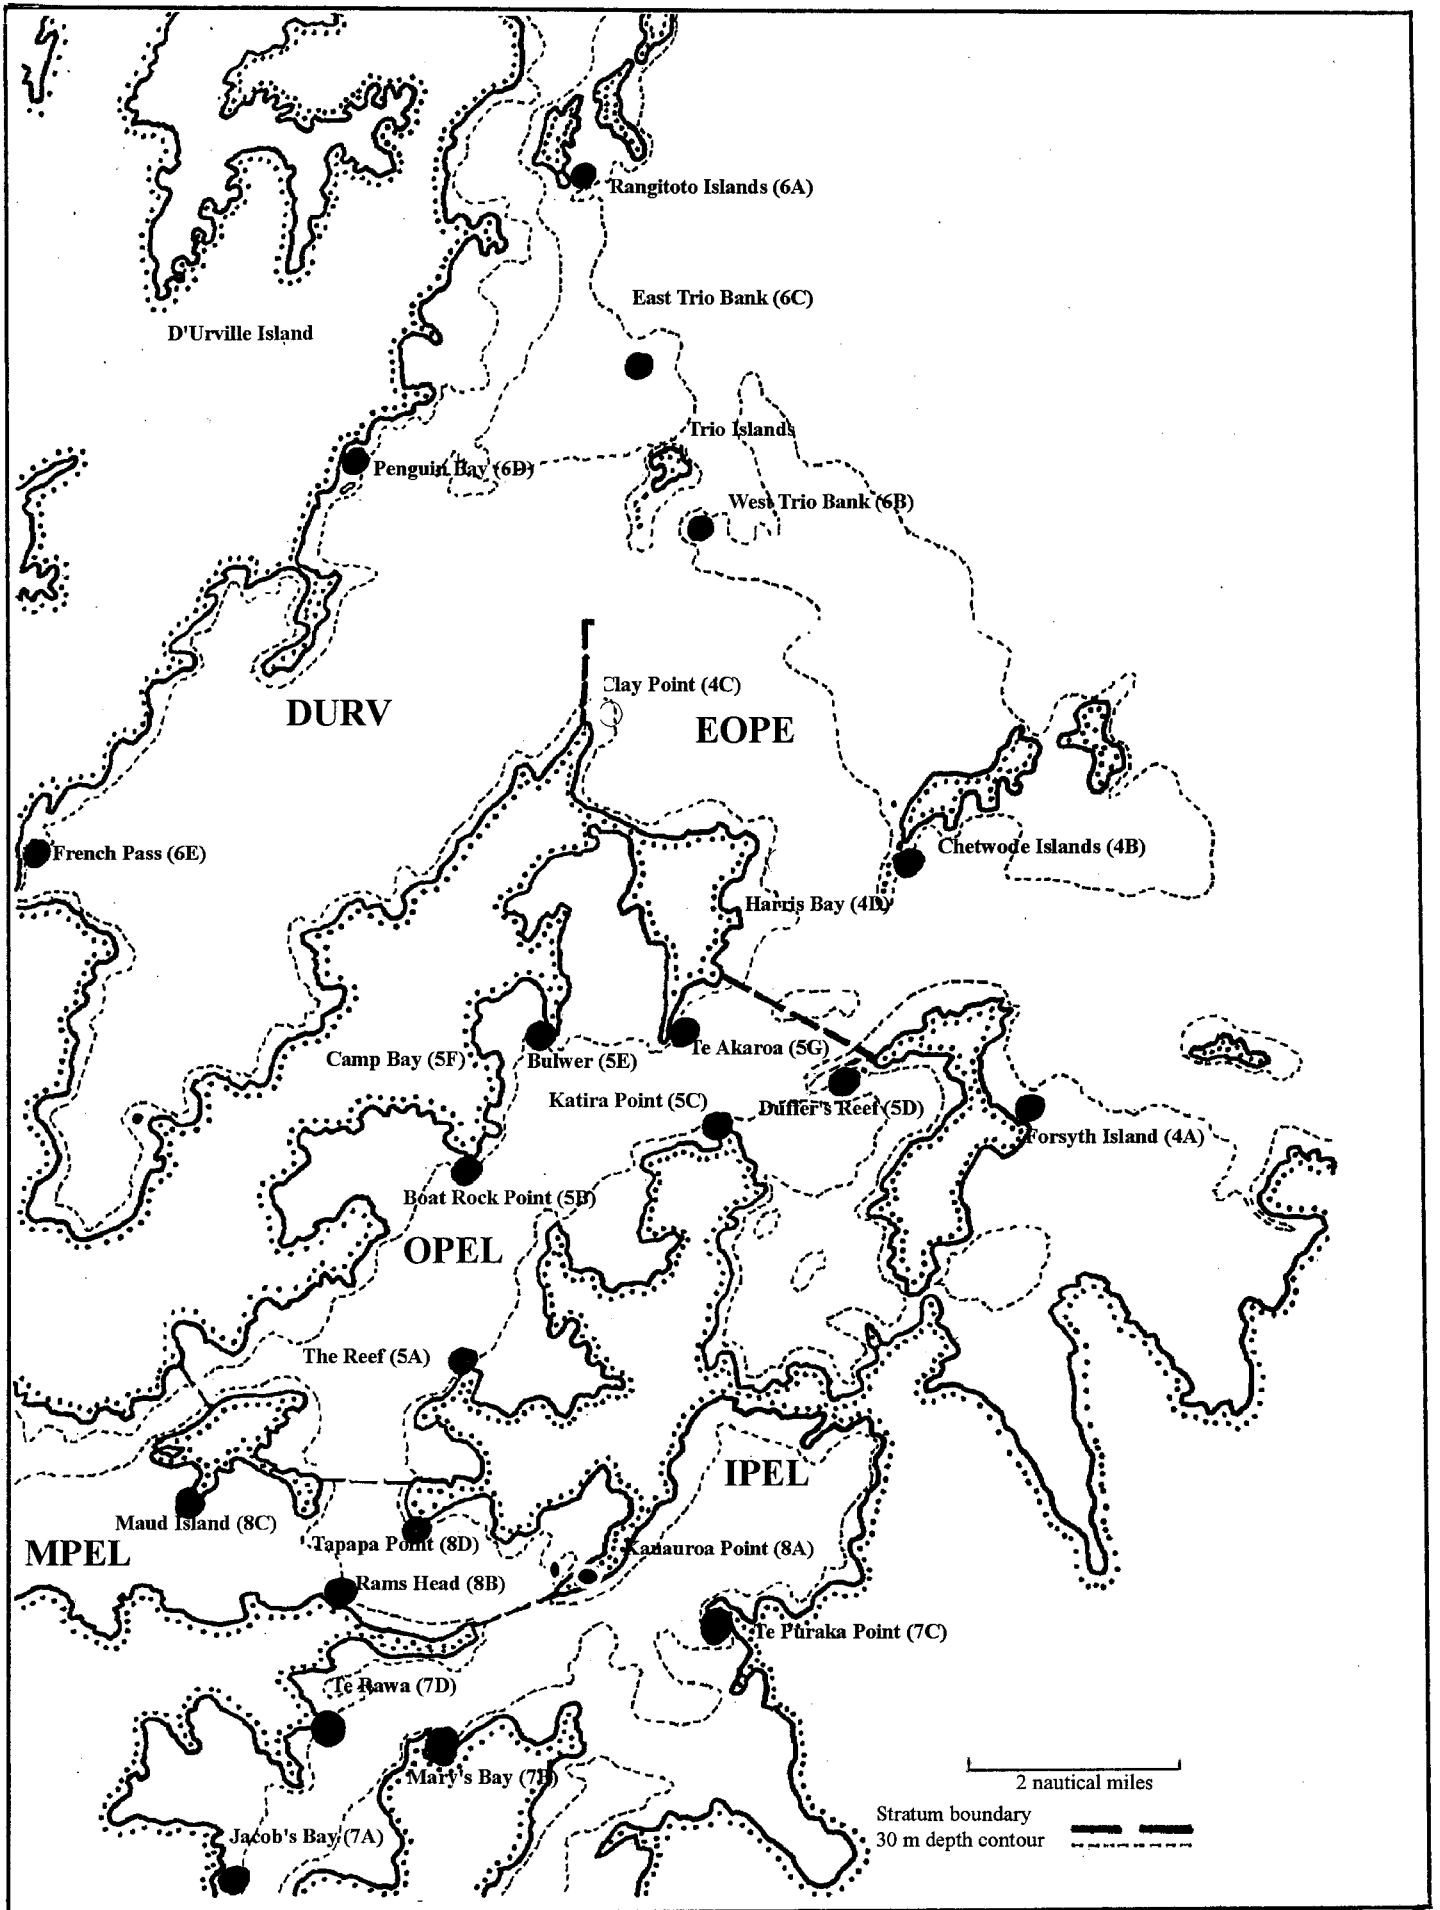 Rangitoto Islands (6A)
East Trio Bank (6C)
D'Urville Island
Trio Islands
Penguin Bay (6D)
West Trio Bank (6B)
Clay Point (4C)
DURV
EOPE
Chetwode Islands (4B)
French Pass (6E)
Harris Bay (4D)
Te Akaroa (5G)
Camp Bay (5F)
Bulwer (5E)
Katira Point (5C)
Duffer's Reef (5D)
Forsyth Island (4A)
Boat Rock Point (5B)
OPEL
The Reef (5A)
IPEL
Maud Island (8C)
Tapapa Point (8D)
Kauauroa Point (8A)
MPEL
Rams Head (8B)
Te Puraka Point (7C)
Te Rawa (7D)
Mary's Bay (7B)
2 nautical miles
Stratum boundary
Jacob's Bay (7A)
30 m depth contour